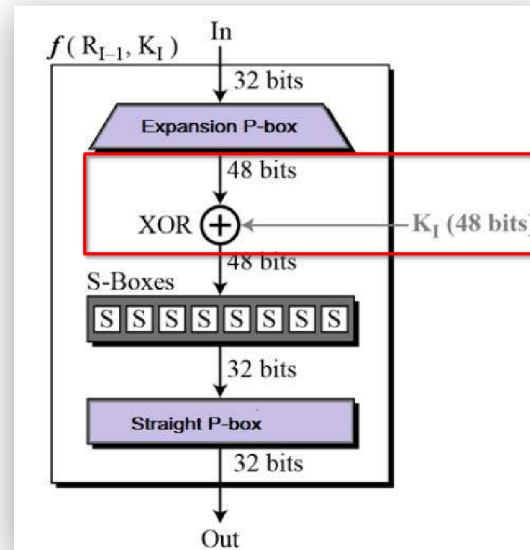 In
f ( R_I–1, K_I )
32 bits
Expansion P-box
48 bits
XOR + K_I (48 bits)
48 bits
S-Boxes
S S S S S S S S
32 bits
Straight P-box
32 bits
Out